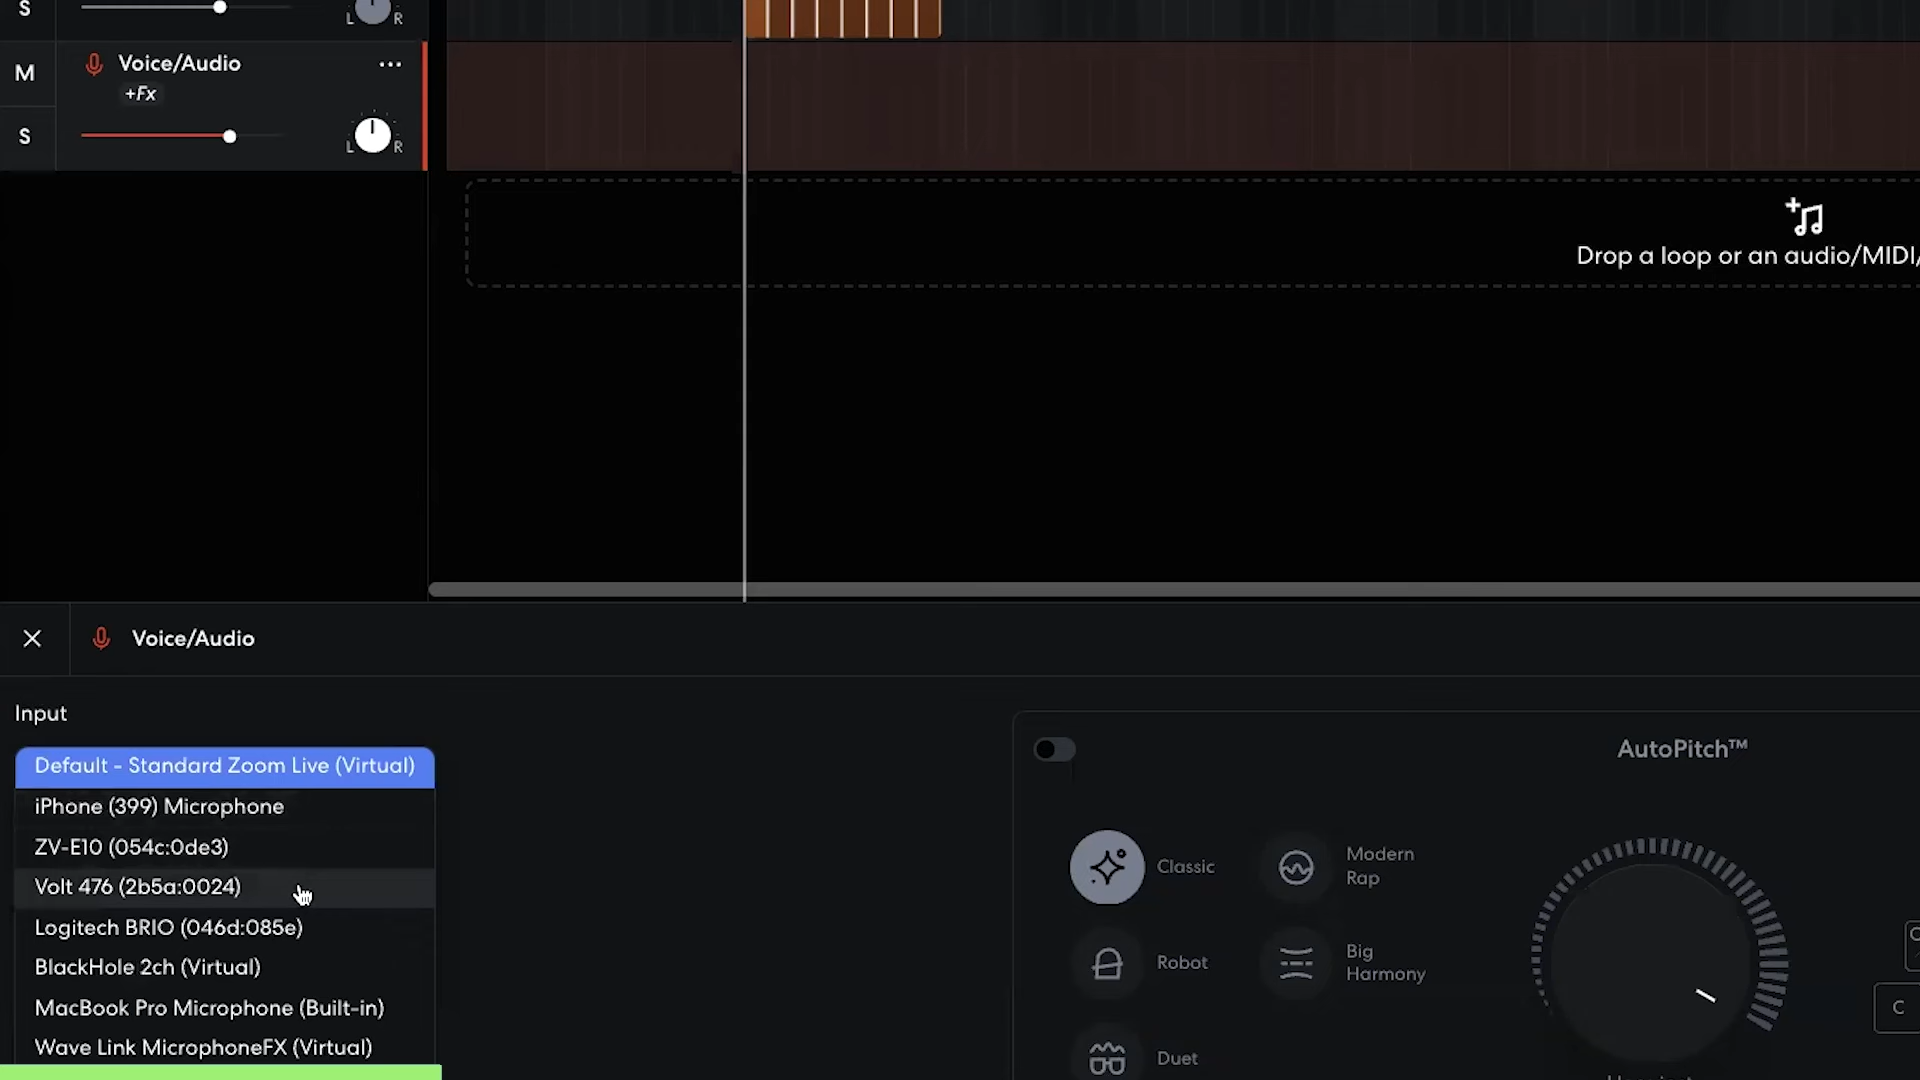 S
L R
M
Voice/Audio
...
+Fx
S
L R
Drop a loop or an audio/MIDI/
Voice/Audio
Input
Default - Standard Zoom Live (Virtual)
iPhone (399) Microphone
ZV-E10 (054c:0de3)
Volt 476 (2b5a:0024)
Logitech BRIO (046d:085e)
BlackHole 2ch (Virtual)
MacBook Pro Microphone (Built-in)
Wave Link MicrophoneFX (Virtual)
AutoPitch™
Classic
Modern
Rap
Robot
Big
Harmony
Duet
C